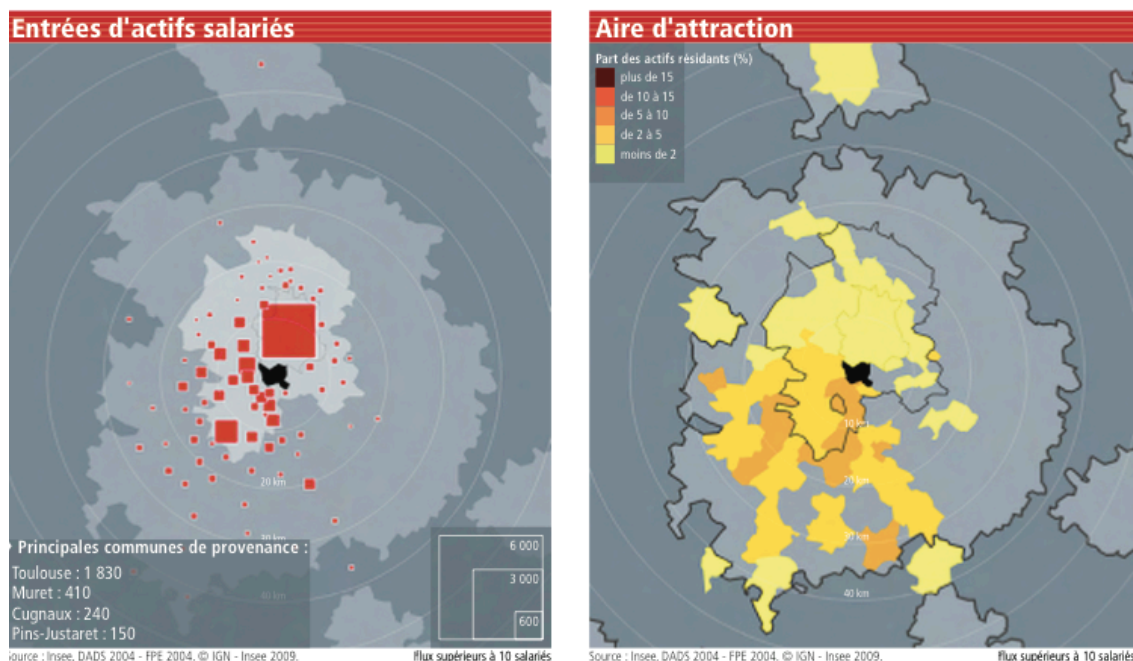 Entrées d'actifs salariés
20 km
30 km
40 km
Principales communes de provenance :
Toulouse : 1 830
Muret : 410
Cugnaux : 240
Pins-Justaret : 150
6 000
3 000
600
Source : Insee, DADS 2004 - FPE 2004, © IGN - Insee 2009.
flux supérieurs à 10 salariés
Aire d'attraction
Part des actifs résidants (%)
plus de 15
de 10 à 15
de 5 à 10
de 2 à 5
moins de 2
10 km
20 km
30 km
40 km
Source : Insee, DADS 2004 - FPE 2004, © IGN - Insee 2009.
flux supérieurs à 10 salariés